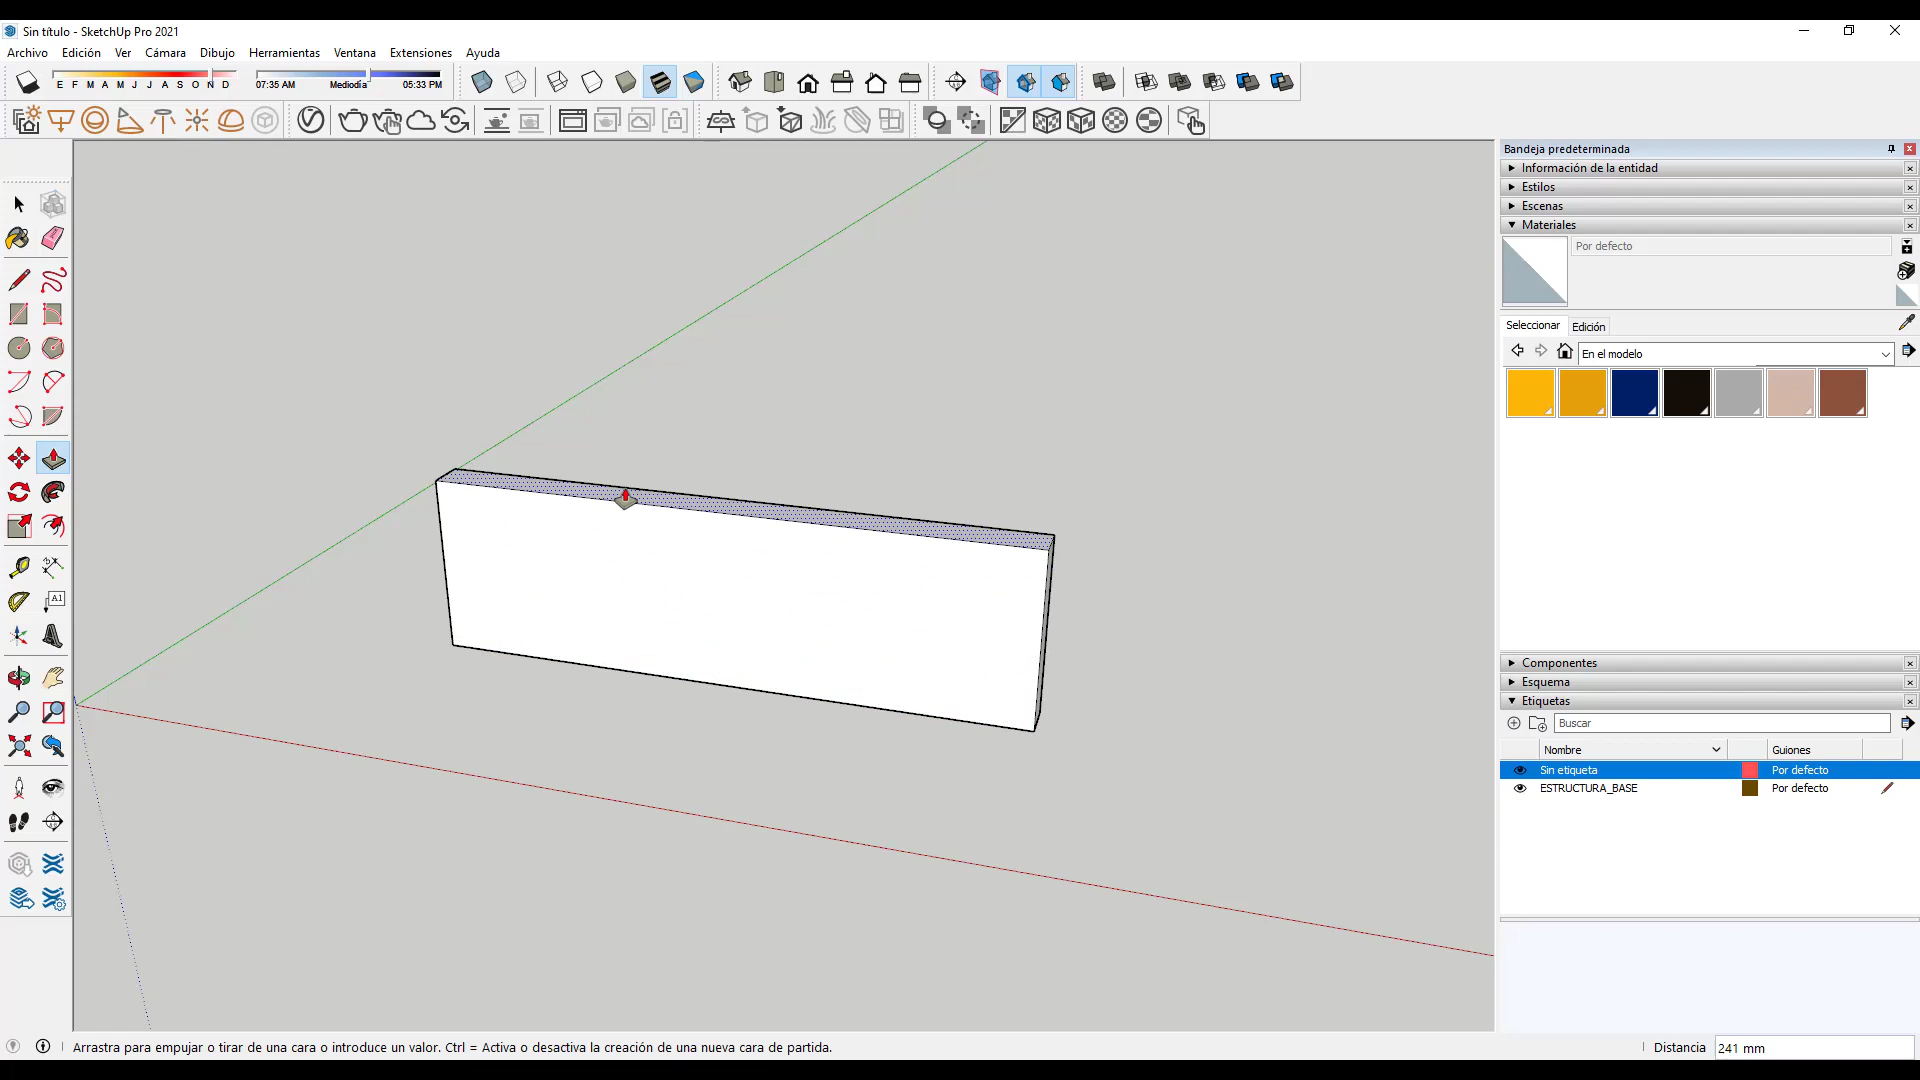 Sin título - SketchUp Pro 2021
Archivo Edición Ver Cámara Dibujo Herramientas Ventana Extensiones Ayuda
E F M A M J J A S O N D
07:35 AM Mediodía 05:33 PM
Bandeja predeterminada
Información de la entidad
Estilos
Escenas
Materiales
Por defecto
Seleccionar Edición
En el modelo
A1
Componentes
Esquema
Etiquetas
Buscar
Nombre Guiones
Sin etiqueta Por defecto
ESTRUCTURA_BASE Por defecto
Arrastra para empujar o tirar de una cara o introduce un valor. Ctrl = Activa o desactiva la creación de una nueva cara de partida.
Distancia 241 mm